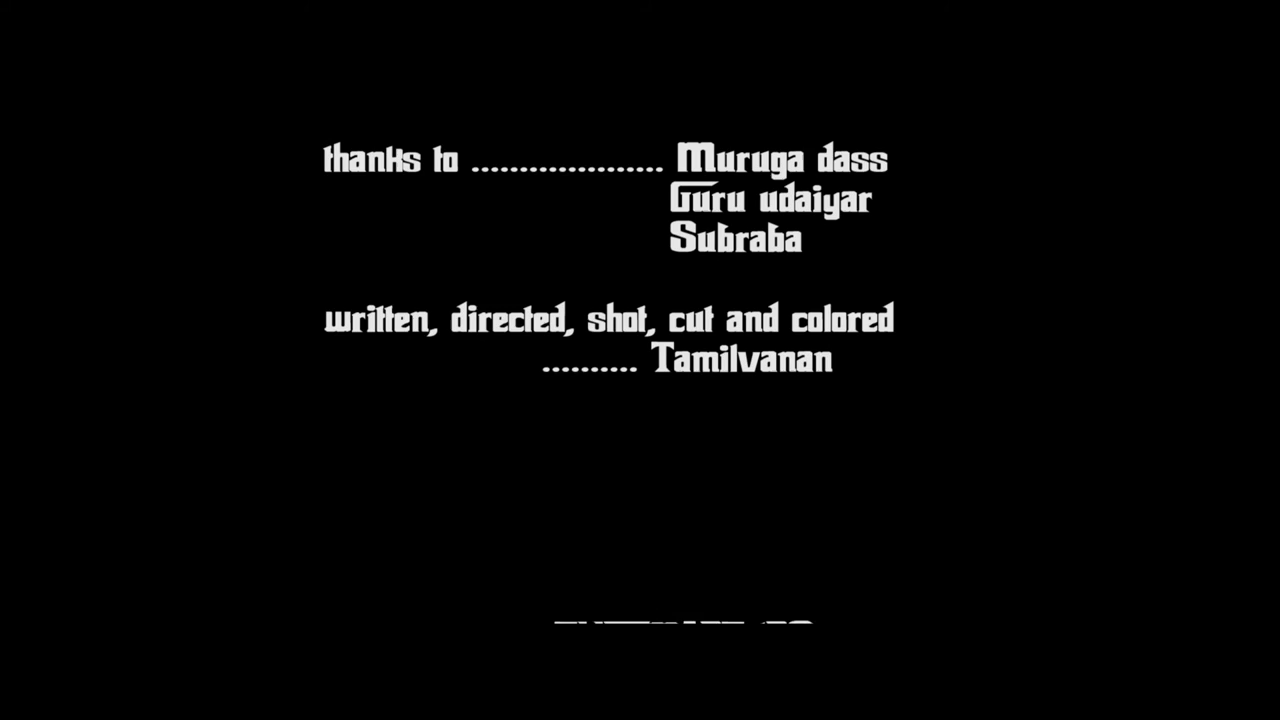 thanks to .................... Muruga dass
Guru udaiyar
Subraba
written, directed, shot, cut and colored
.......... Tamilvanan